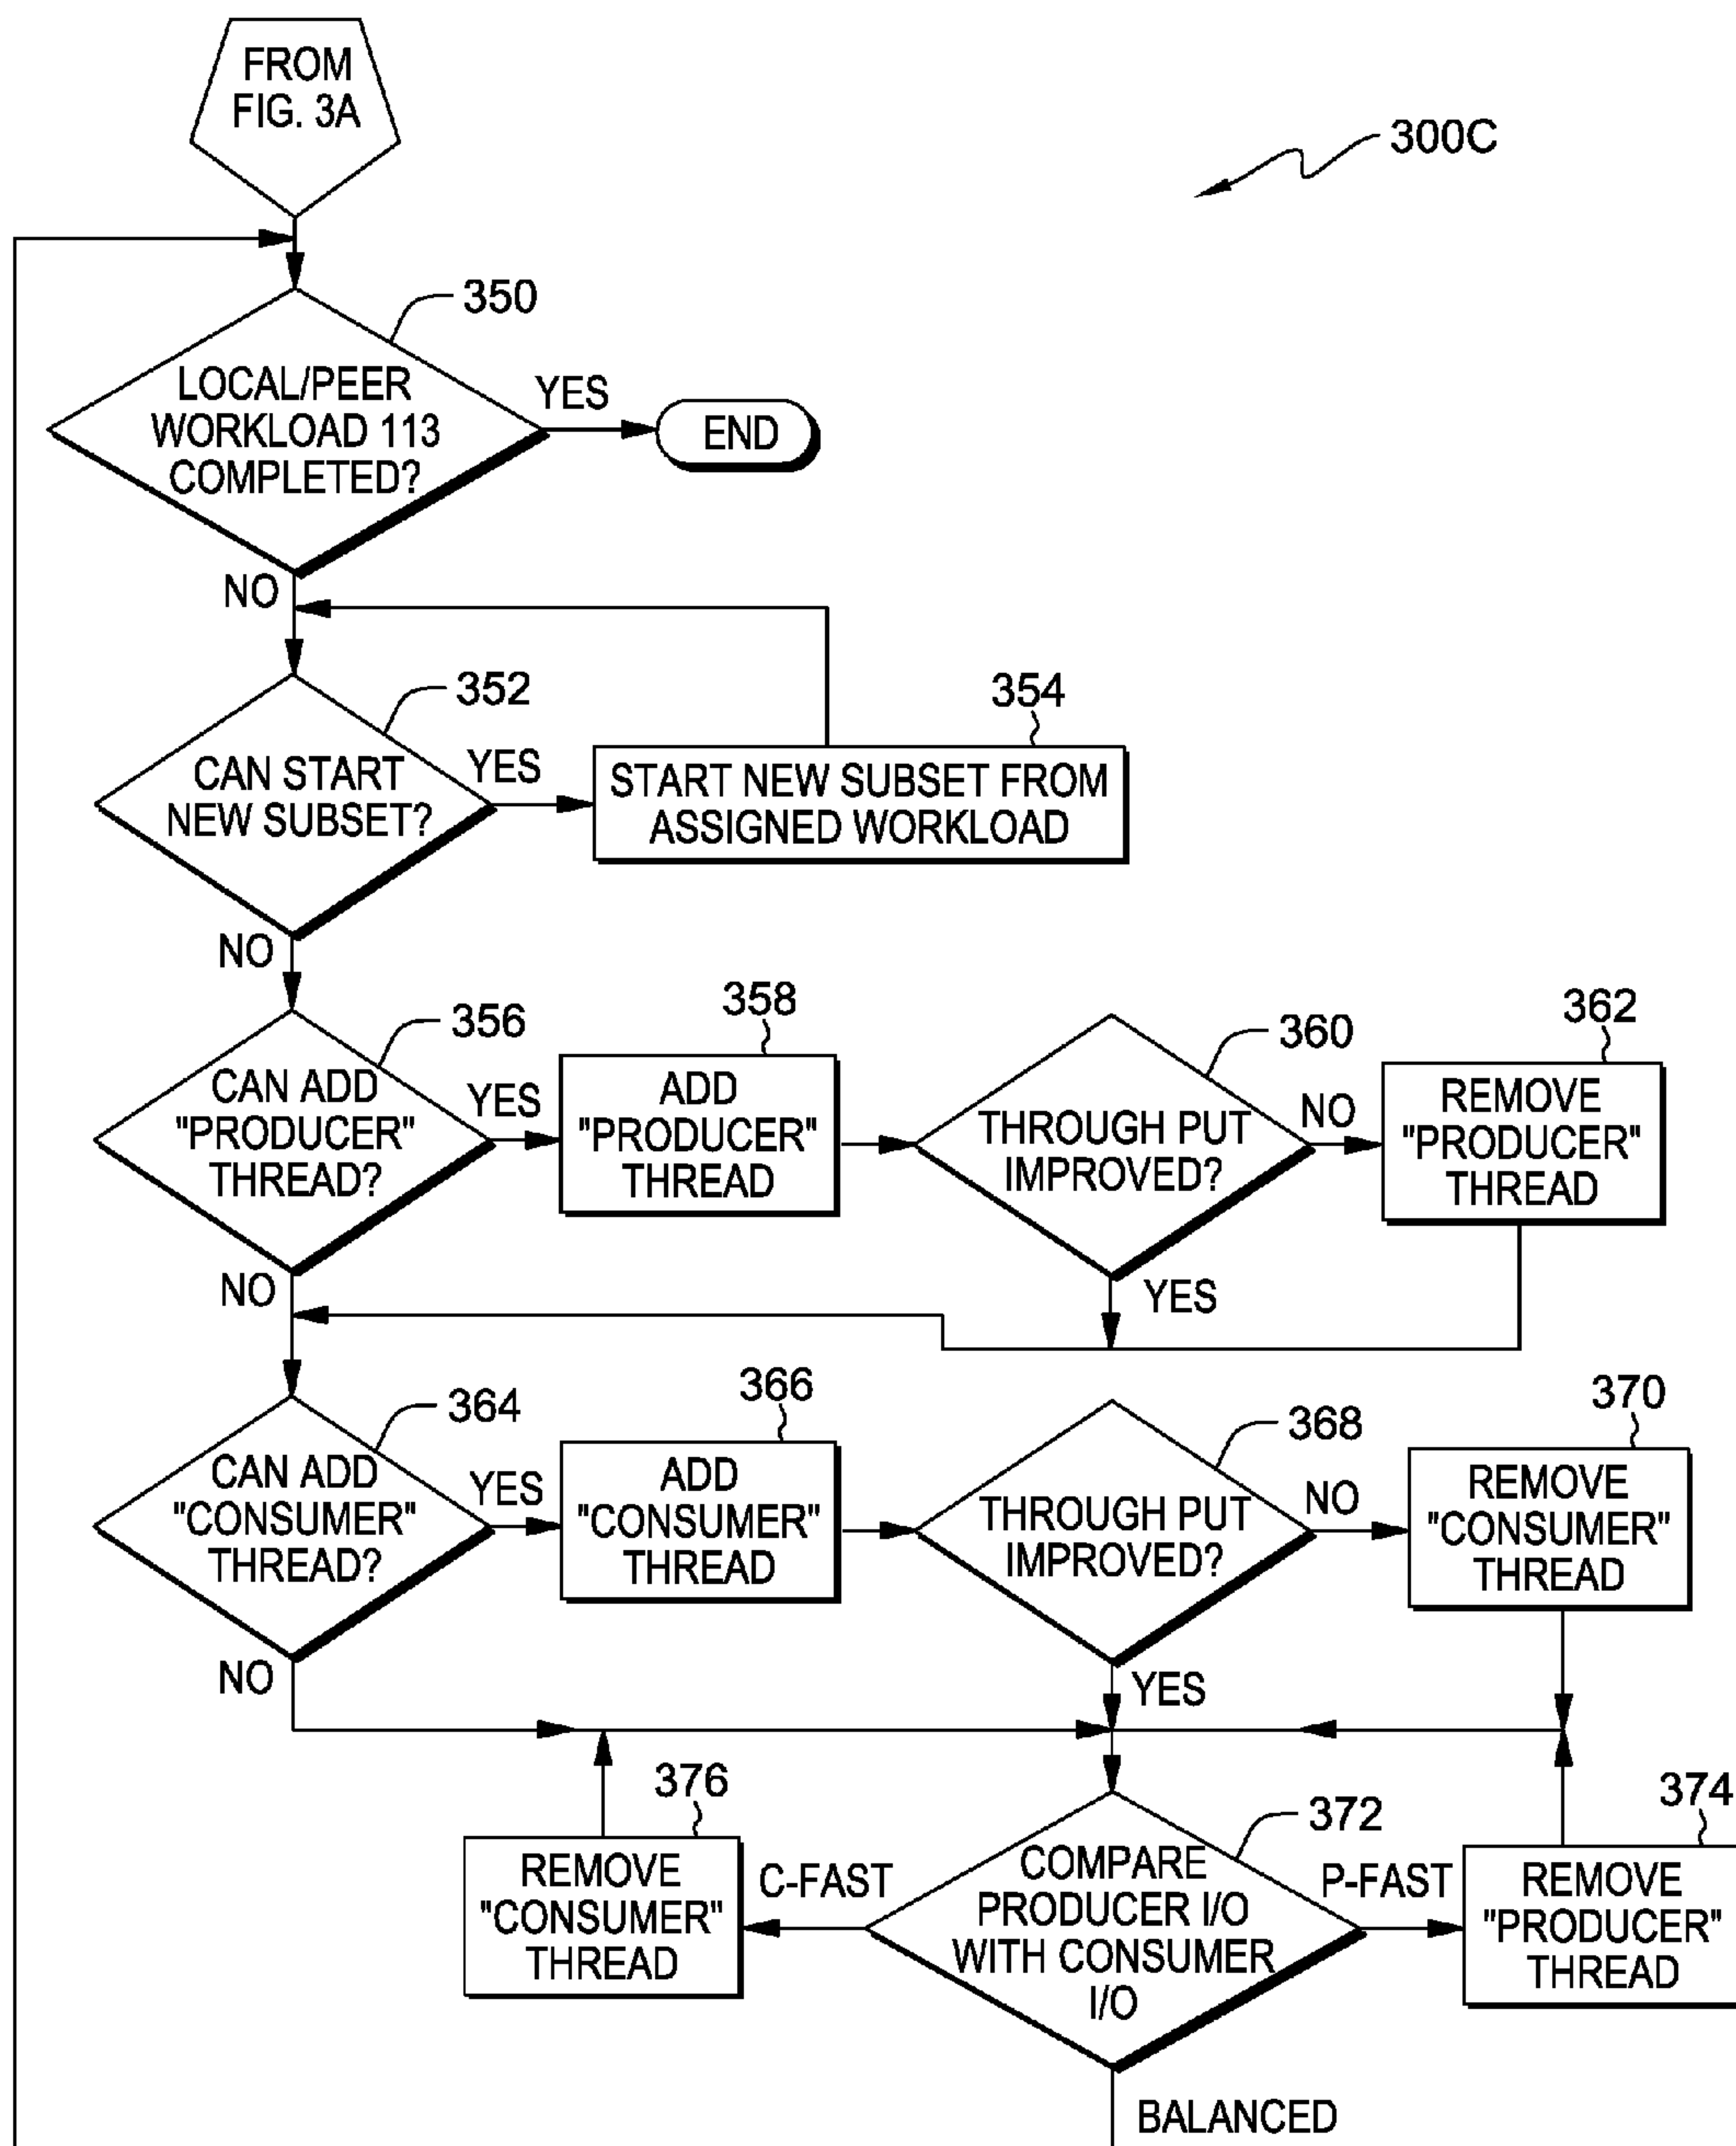 FROM
FIG. 3A
300C
350
LOCAL/PEER
WORKLOAD 113
COMPLETED?
YES
END
NO
352
354
CAN START
NEW SUBSET?
YES
START NEW SUBSET FROM
ASSIGNED WORKLOAD
NO
356
358
360
362
CAN ADD
"PRODUCER"
THREAD?
YES
ADD
"PRODUCER"
THREAD
THROUGH PUT
IMPROVED?
NO
REMOVE
"PRODUCER"
THREAD
NO
YES
364
366
368
370
CAN ADD
"CONSUMER"
THREAD?
YES
ADD
"CONSUMER"
THREAD
THROUGH PUT
IMPROVED?
NO
REMOVE
"CONSUMER"
THREAD
NO
YES
376
372
374
REMOVE
"CONSUMER"
THREAD
C-FAST
COMPARE
PRODUCER I/O
WITH CONSUMER
I/O
P-FAST
REMOVE
"PRODUCER"
THREAD
BALANCED